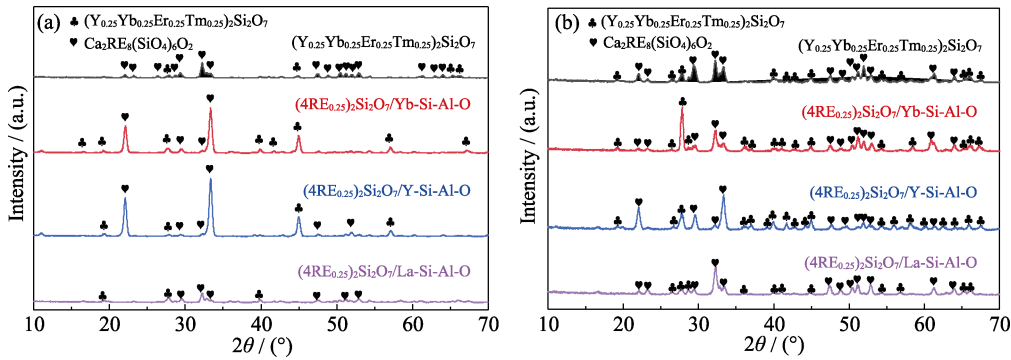 (a)
♣ (Y0.25Yb0.25Er0.25Tm0.25)2Si2O7
♥ Ca2RE8(SiO4)6O2
(Y0.25Yb0.25Er0.25Tm0.25)2Si2O7
(4RE0.25)2Si2O7/Yb-Si-Al-O
(4RE0.25)2Si2O7/Y-Si-Al-O
(4RE0.25)2Si2O7/La-Si-Al-O
Intensity / (a.u.)
10 20 30 40 50 60 70
2θ / (°)
(b)
♣ (Y0.25Yb0.25Er0.25Tm0.25)2Si2O7
♥ Ca2RE8(SiO4)6O2
(Y0.25Yb0.25Er0.25Tm0.25)2Si2O7
(4RE0.25)2Si2O7/Yb-Si-Al-O
(4RE0.25)2Si2O7/Y-Si-Al-O
(4RE0.25)2Si2O7/La-Si-Al-O
Intensity / (a.u.)
10 20 30 40 50 60 70
2θ / (°)